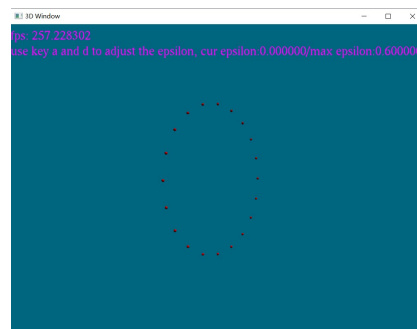 3D Window
fps: 257.228302
use key a and d to adjust the epsilon, cur epsilon:0.000000/max epsilon 0.600000